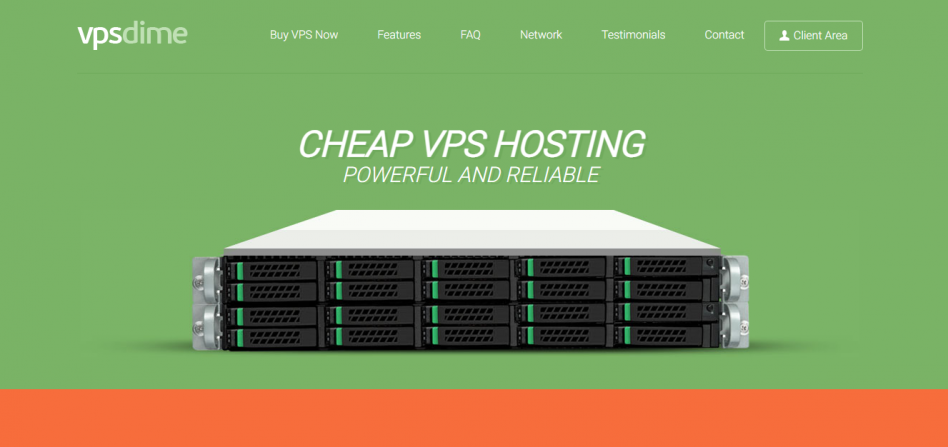 vpsdime
Buy VPS Now
Features
FAQ
Network
Testimonials
Contact
Client Area
CHEAP VPS HOSTING
POWERFUL AND RELIABLE